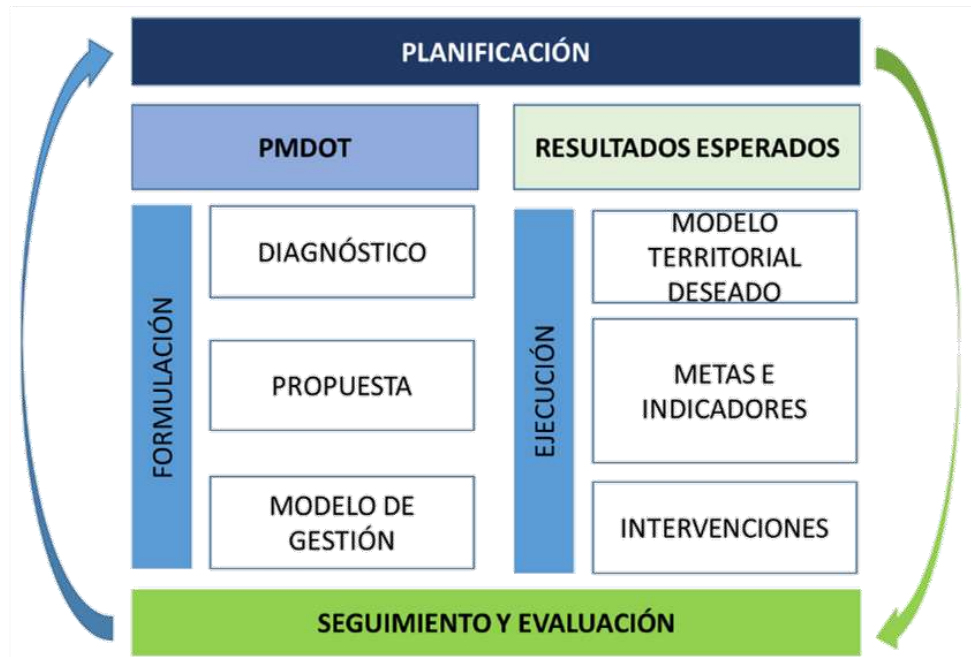 PLANIFICACIÓN
PMDOT
RESULTADOS ESPERADOS
FORMULACIÓN
DIAGNÓSTICO
PROPUESTA
MODELO DE
GESTIÓN
EJECUCIÓN
MODELO
TERRITORIAL
DESEADO
METAS E
INDICADORES
INTERVENCIONES
SEGUIMIENTO Y EVALUACIÓN